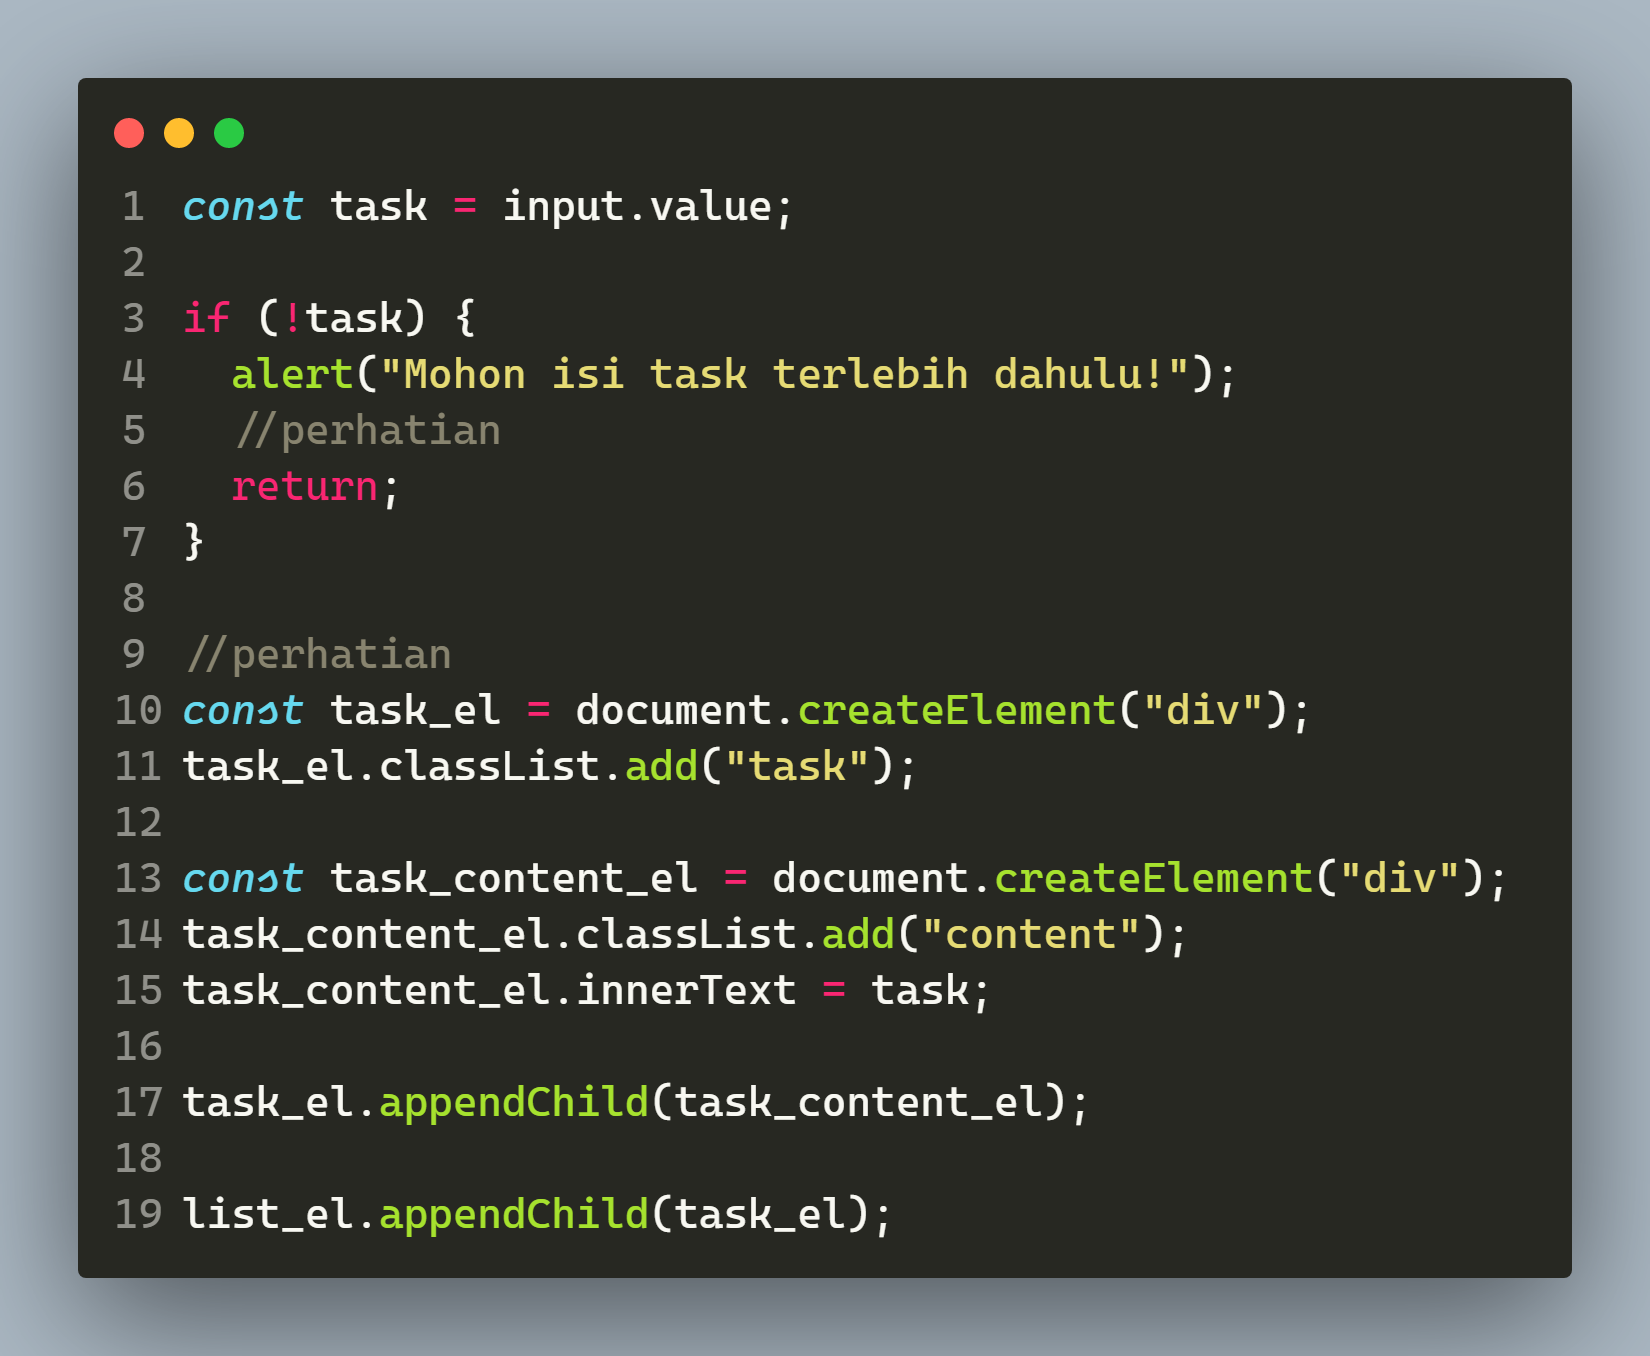 1 const task = input.value;
2
3 if (!task) {
4   alert("Mohon isi task terlebih dahulu!");
5   //perhatian
6   return;
7 }
8
9 //perhatian
10 const task_el = document.createElement("div");
11 task_el.classList.add("task");
12
13 const task_content_el = document.createElement("div");
14 task_content_el.classList.add("content");
15 task_content_el.innerText = task;
16
17 task_el.appendChild(task_content_el);
18
19 list_el.appendChild(task_el);